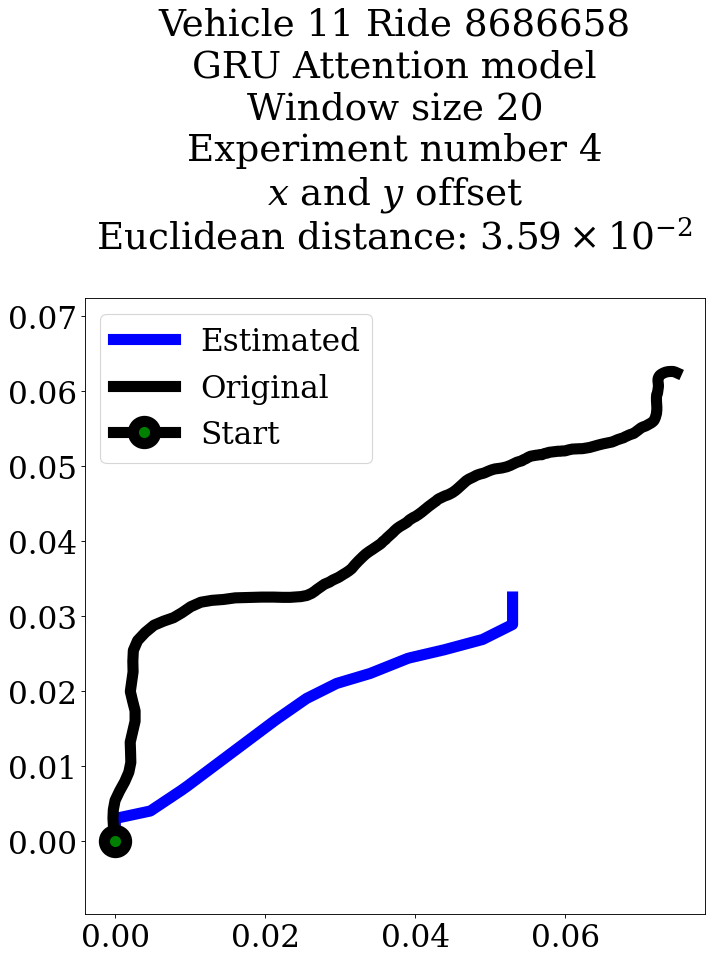 Vehicle 11 Ride 8686658
GRU Attention model
Window size 20
Experiment number 4
x and y offset
Euclidean distance: 3.59 × 10⁻²
Estimated
Original
Start
0.07
0.06
0.05
0.04
0.03
0.02
0.01
0.00
0.00 0.02 0.04 0.06